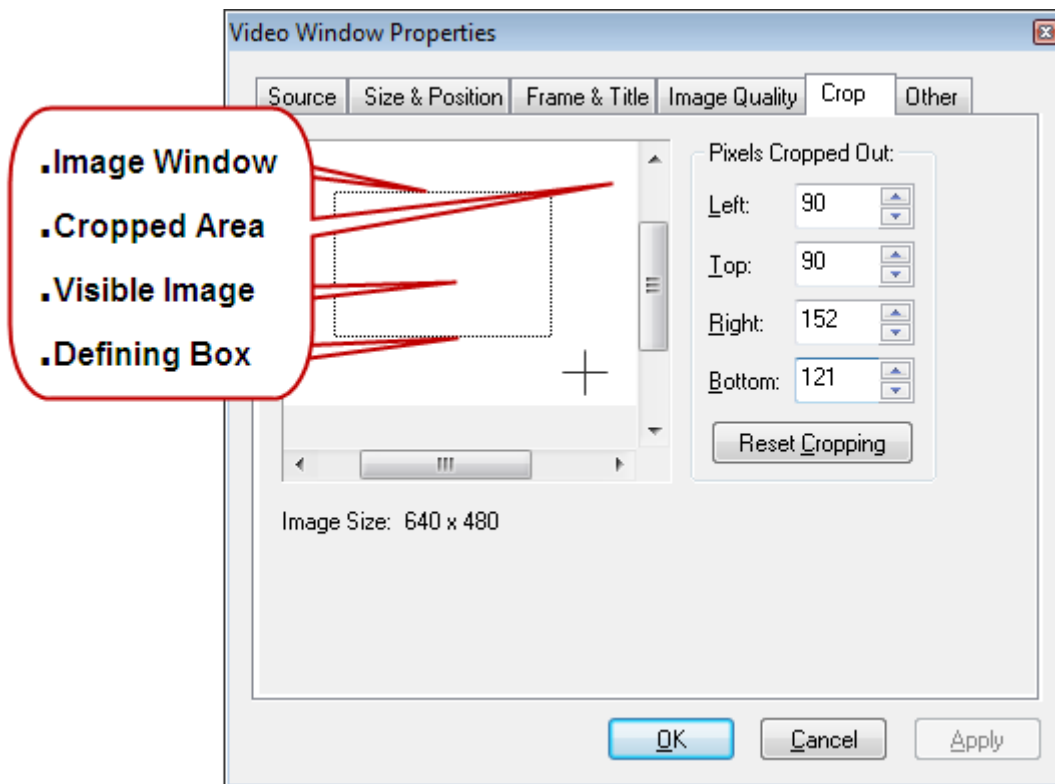 Video Window Properties
Source Size & Position Frame & Title Image Quality Crop Other
.Image Window
.Cropped Area
.Visible Image
.Defining Box
Pixels Cropped Out:
Left: 90
Top: 90
Right: 152
Bottom: 121
Reset Cropping
Image Size: 640 x 480
OK Cancel Apply